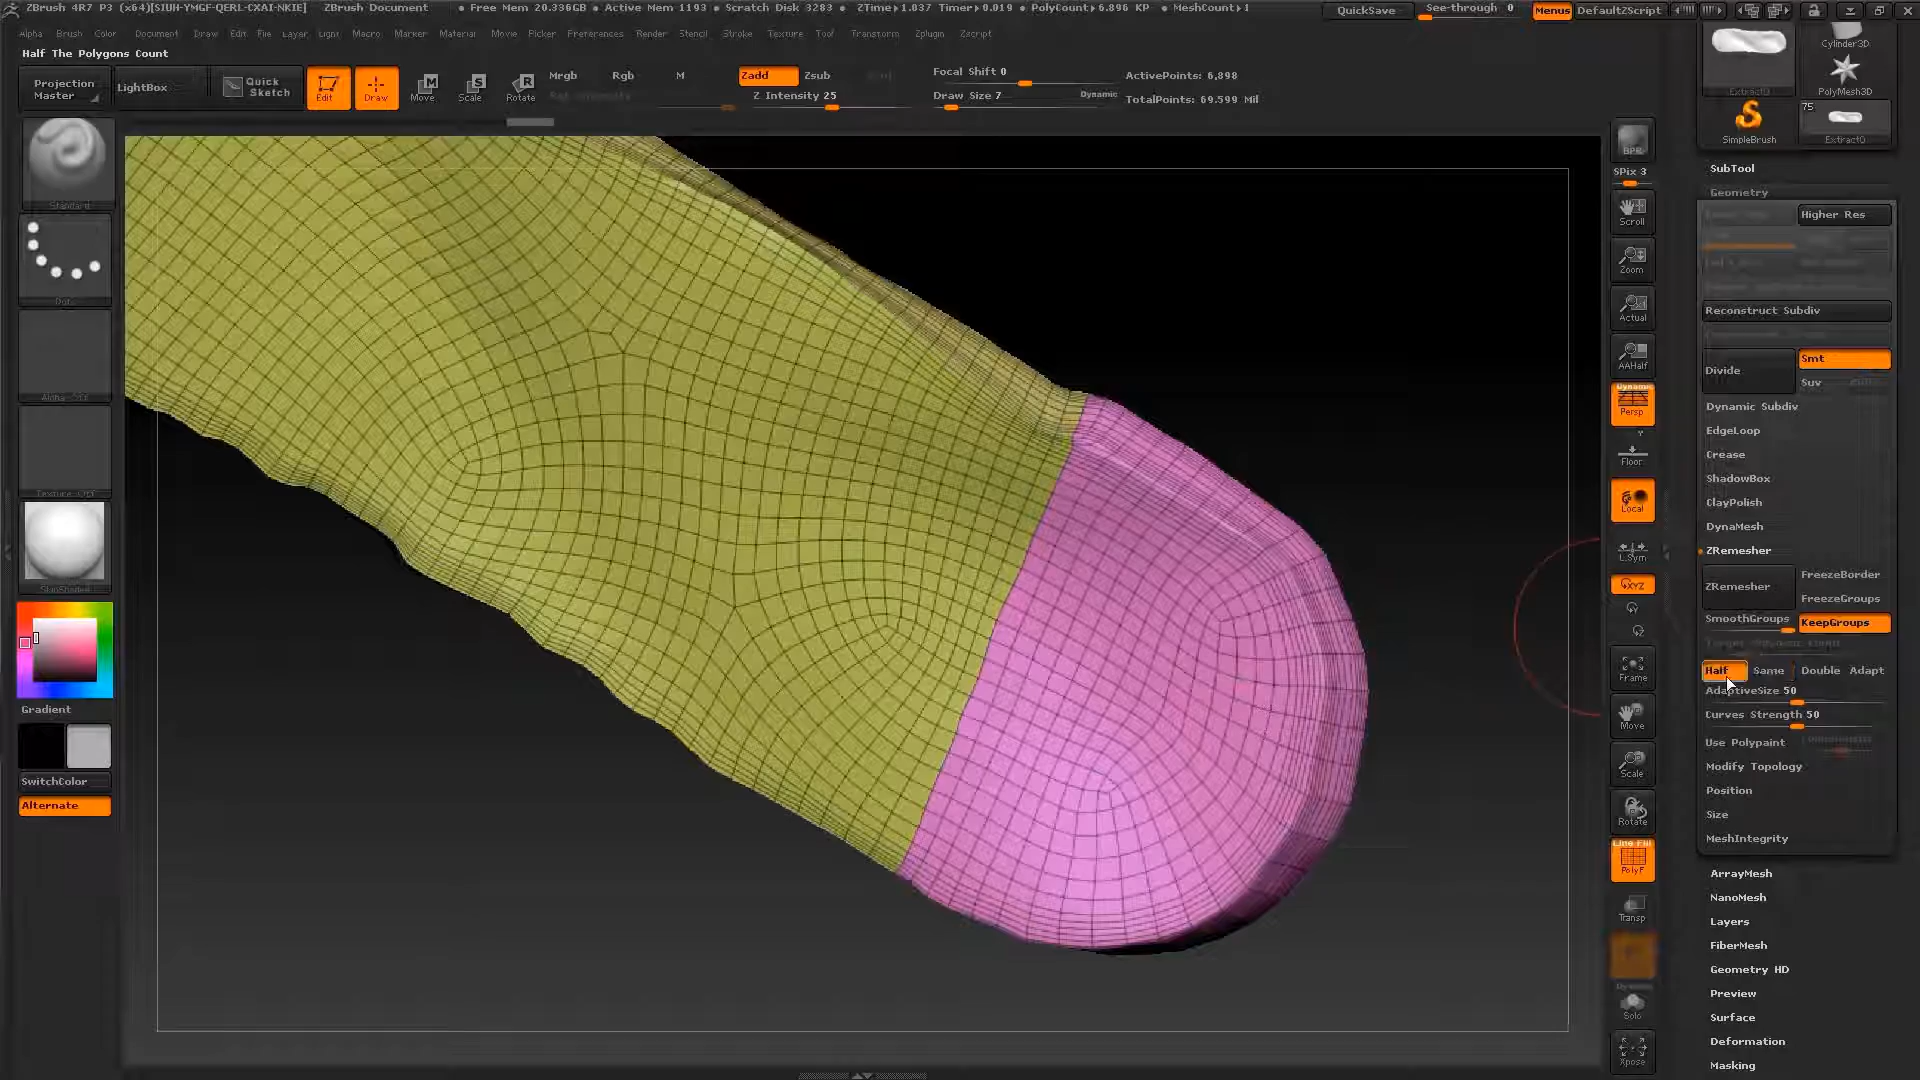 ZBrush 4R7 P3 (x64)[SIUH-YMGF-QERL-CXAI-NKIE] ZBrush Document • Free Mem 20.336GB • Active Mem 1193 • Scratch Disk 3283 • ZTime▸1.037 Timer▸0.019 • PolyCount▸6.896 KP • MeshCount▸1 QuickSave See-through 0 Menus DefaultZScript
Alpha Brush Color Document Draw Edit File Layer Light Macro Marker Material Movie Picker Preferences Render Stencil Stroke Texture Tool Transform Zplugin Zscript
Half The Polygons Count
Projection Master
LightBox
Quick Sketch
Edit
Draw
Move
Scale
Rotate
Mrgb Rgb M
Zadd Zsub
Z Intensity 25
Focal Shift 0
Draw Size 7
Dynamic
ActivePoints: 6,898
TotalPoints: 69.599 Mil
Standard
Gradient
SwitchColor
Alternate
BPR
SPix 3
Scroll
Zoom
Actual
AAHalf
Dynamic
Persp
Floor
Local
L.Sym
XYZ
Frame
Move
Scale
Rotate
Line Fill
PolyF
Transp
Solo
Xpose
Cylinder3D
PolyMesh3D
75
SimpleBrush
SubTool
Geometry
Higher Res
Reconstruct Subdiv
Divide
Smt
Suv
Dynamic Subdiv
EdgeLoop
Crease
ShadowBox
ClayPolish
DynaMesh
ZRemesher
ZRemesher
FreezeBorder
FreezeGroups
SmoothGroups
KeepGroups
Half Same Double Adapt
AdaptiveSize 50
Curves Strength 50
Use Polypaint
Modify Topology
Position
Size
MeshIntegrity
ArrayMesh
NanoMesh
Layers
FiberMesh
Geometry HD
Preview
Surface
Deformation
Masking